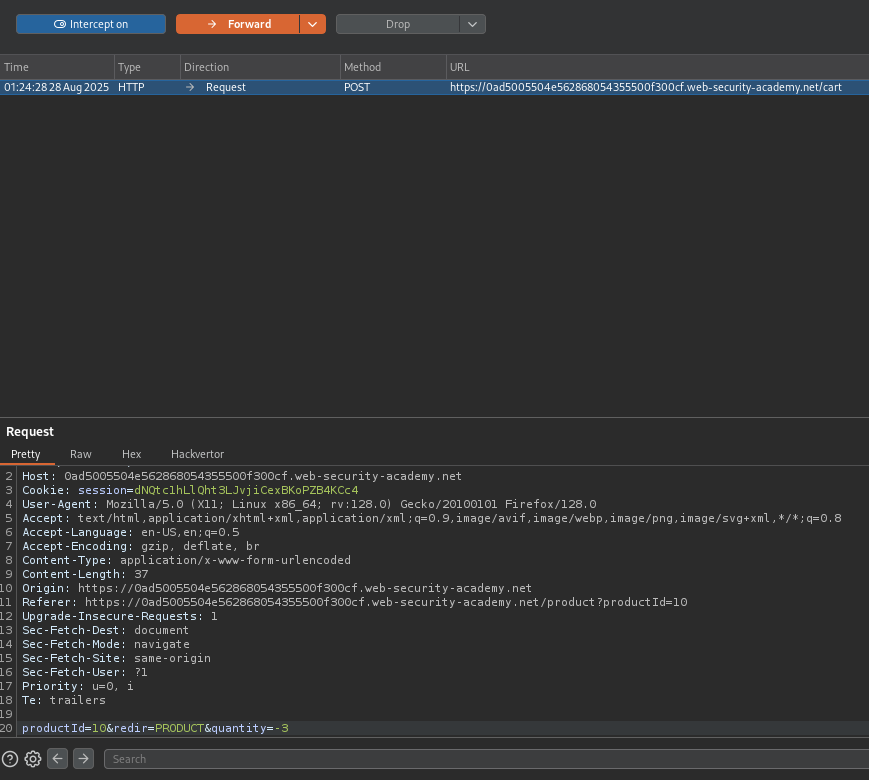 Intercept on
Forward
Drop
Time Type Direction Method URL
01:24:28 28 Aug 2025 HTTP → Request POST https://0ad5005504e562868054355500f300cf.web-security-academy.net/cart
Request
Pretty Raw Hex Hackvertor
2 Host: 0ad5005504e562868054355500f300cf.web-security-academy.net
3 Cookie: session=dNQtc1hLlQht3LJvjiCexBKoPZB4KCc4
4 User-Agent: Mozilla/5.0 (X11; Linux x86_64; rv:128.0) Gecko/20100101 Firefox/128.0
5 Accept: text/html,application/xhtml+xml,application/xml;q=0.9,image/avif,image/webp,image/png,image/svg+xml,*/*;q=0.8
6 Accept-Language: en-US,en;q=0.5
7 Accept-Encoding: gzip, deflate, br
8 Content-Type: application/x-www-form-urlencoded
9 Content-Length: 37
10 Origin: https://0ad5005504e562868054355500f300cf.web-security-academy.net
11 Referer: https://0ad5005504e562868054355500f300cf.web-security-academy.net/product?productId=10
12 Upgrade-Insecure-Requests: 1
13 Sec-Fetch-Dest: document
14 Sec-Fetch-Mode: navigate
15 Sec-Fetch-Site: same-origin
16 Sec-Fetch-User: ?1
17 Priority: u=0, i
18 Te: trailers
19
20 productId=10&redir=PRODUCT&quantity=-3
Search